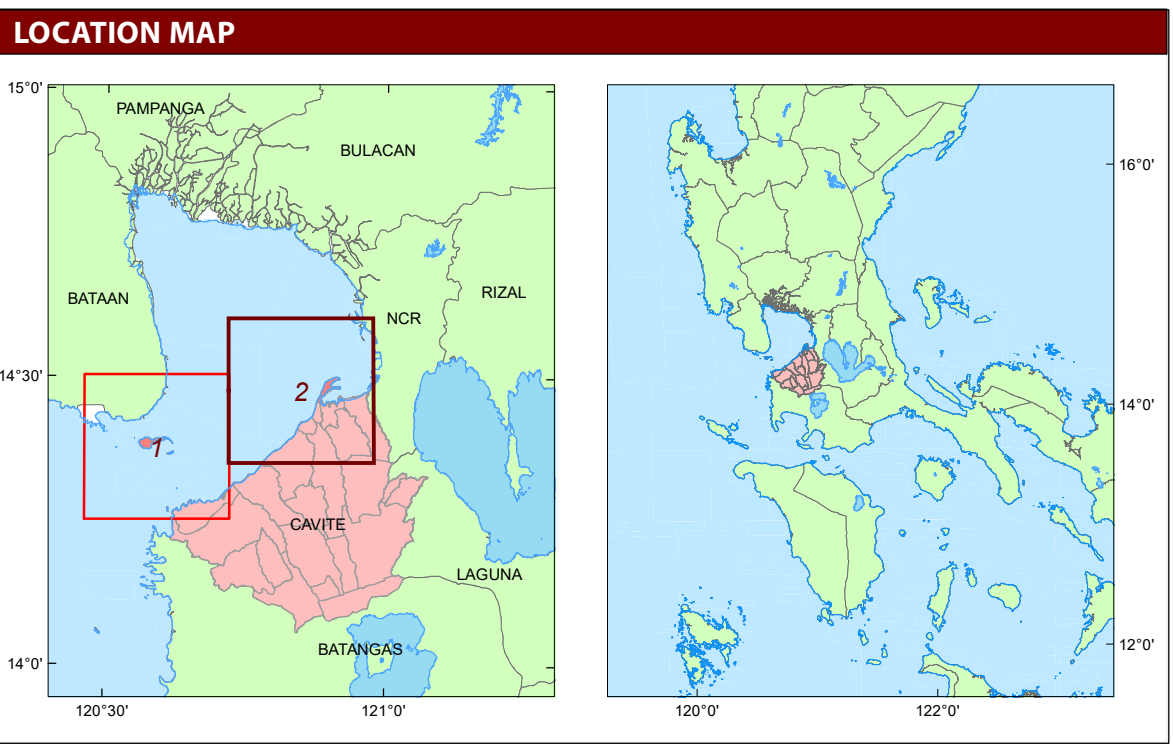 LOCATION MAP
15°0'
PAMPANGA
BULACAN
16°0'
BATAAN
RIZAL
NCR
14°30'
2
14°0'
1
CAVITE
LAGUNA
BATANGAS
12°0'
14°0'
120°30'
121°0'
120°0'
122°0'